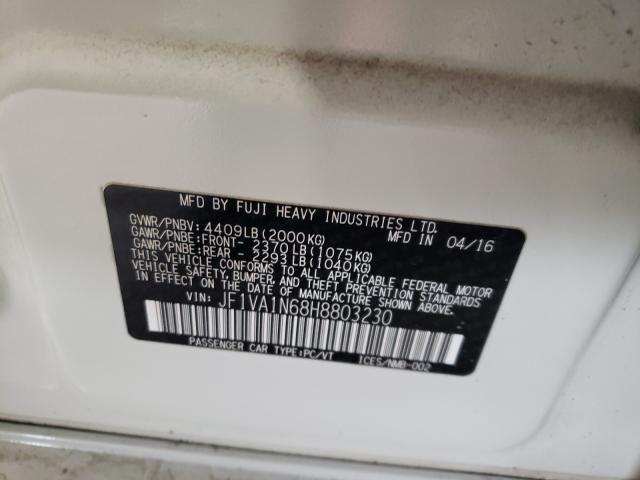 MFD BY FUJI HEAVY INDUSTRIES LTD.
GVWR/PNBV: 4409LB(2000KG) MFD IN 04/16
GAWR/PNBE:FRONT- 2370LB(1075KG)
GAWR/PNBE:REAR - 2293LB(1040KG)
THIS VEHICLE CONFORMS TO ALL APPLICABLE FEDERAL MOTOR
VEHICLE SAFETY,BUMPER, AND THEFT PREVENTION STANDARDS IN EFFECT ON THE
DATE OF MANUFACTURE SHOWN ABOVE.
VIN: JF1VA1N68H8803230
PASSENGER CAR TYPE:PC/VT ICES/NMB-002